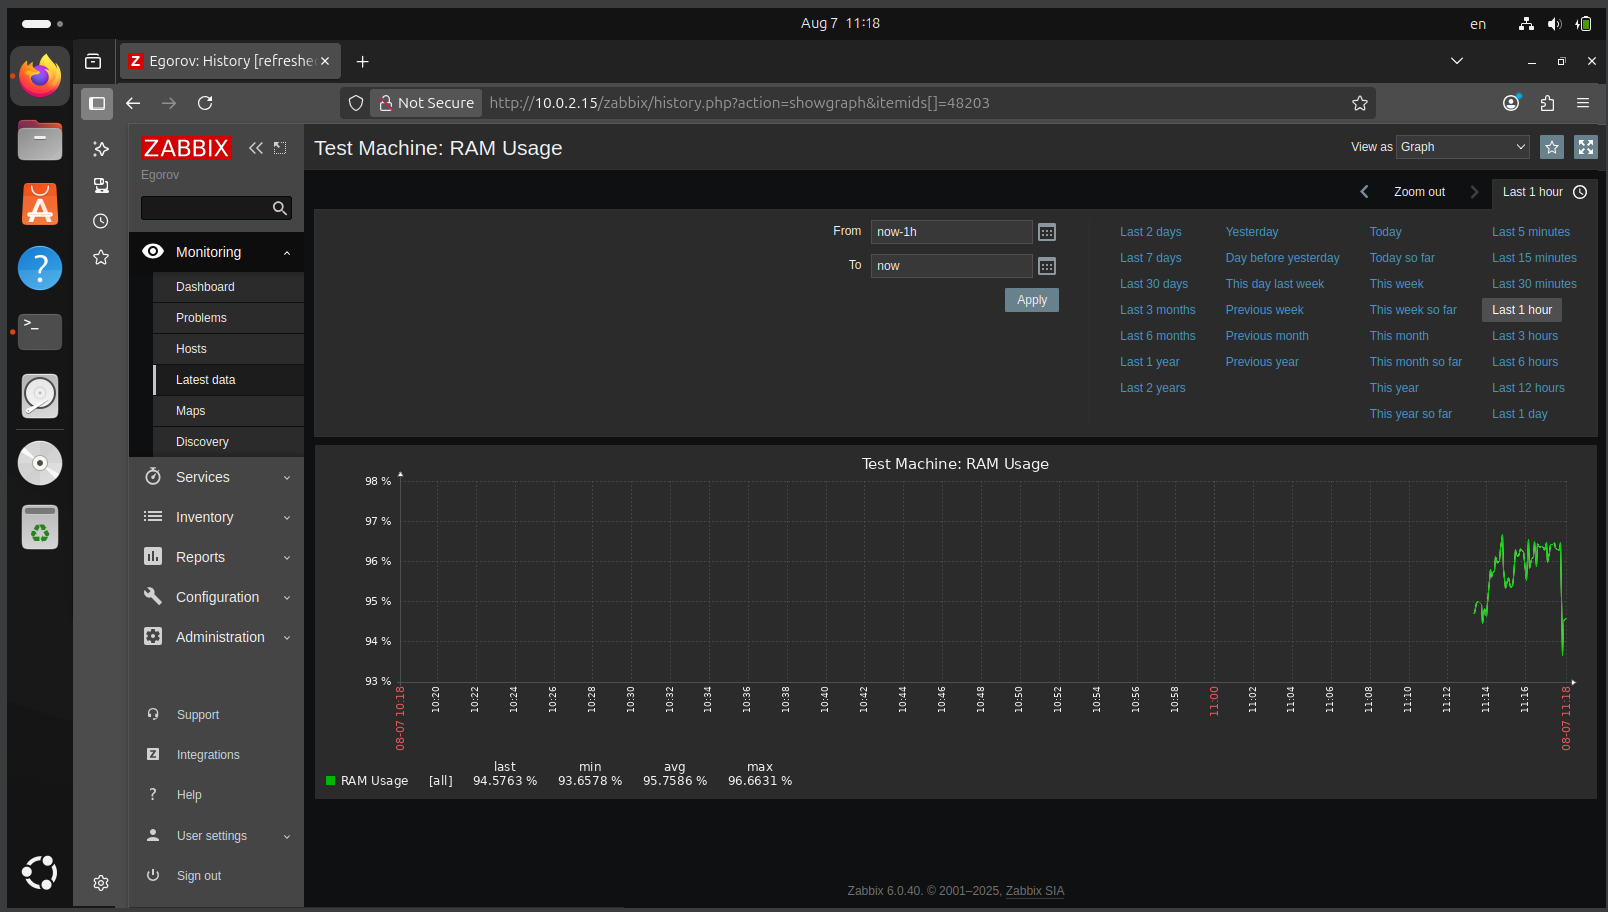 Aug 7 11:18
en
Z Egorov: History [refreshe
Not Secure http://10.0.2.15/zabbix/history.php?action=showgraph&itemids[]=48203
ZABBIX
Egorov
Test Machine: RAM Usage
View as Graph
Zoom out
Last 1 hour
Monitoring
Dashboard
Problems
Hosts
Latest data
Maps
Discovery
Services
Inventory
Reports
Configuration
Administration
Support
Z Integrations
? Help
User settings
Sign out
From now-1h
To now
Apply
Last 2 days Yesterday Today Last 5 minutes
Last 7 days Day before yesterday Today so far Last 15 minutes
Last 30 days This day last week This week Last 30 minutes
Last 3 months Previous week This week so far Last 1 hour
Last 6 months Previous month This month Last 3 hours
Last 1 year Previous year This month so far Last 6 hours
Last 2 years This year Last 12 hours
This year so far Last 1 day
Test Machine: RAM Usage
98 %
97 %
96 %
95 %
94 %
93 %
08-07 10:18 10:20 10:22 10:24 10:26 10:28 10:30 10:32 10:34 10:36 10:38 10:40 10:42 10:44 10:46 10:48 10:50 10:52 10:54 10:56 10:58 11:00 11:02 11:04 11:06 11:08 11:10 11:12 11:14 11:16 08-07 11:18
last min avg max
RAM Usage [all] 94.5763 % 93.6578 % 95.7586 % 96.6631 %
Zabbix 6.0.40. © 2001–2025, Zabbix SIA